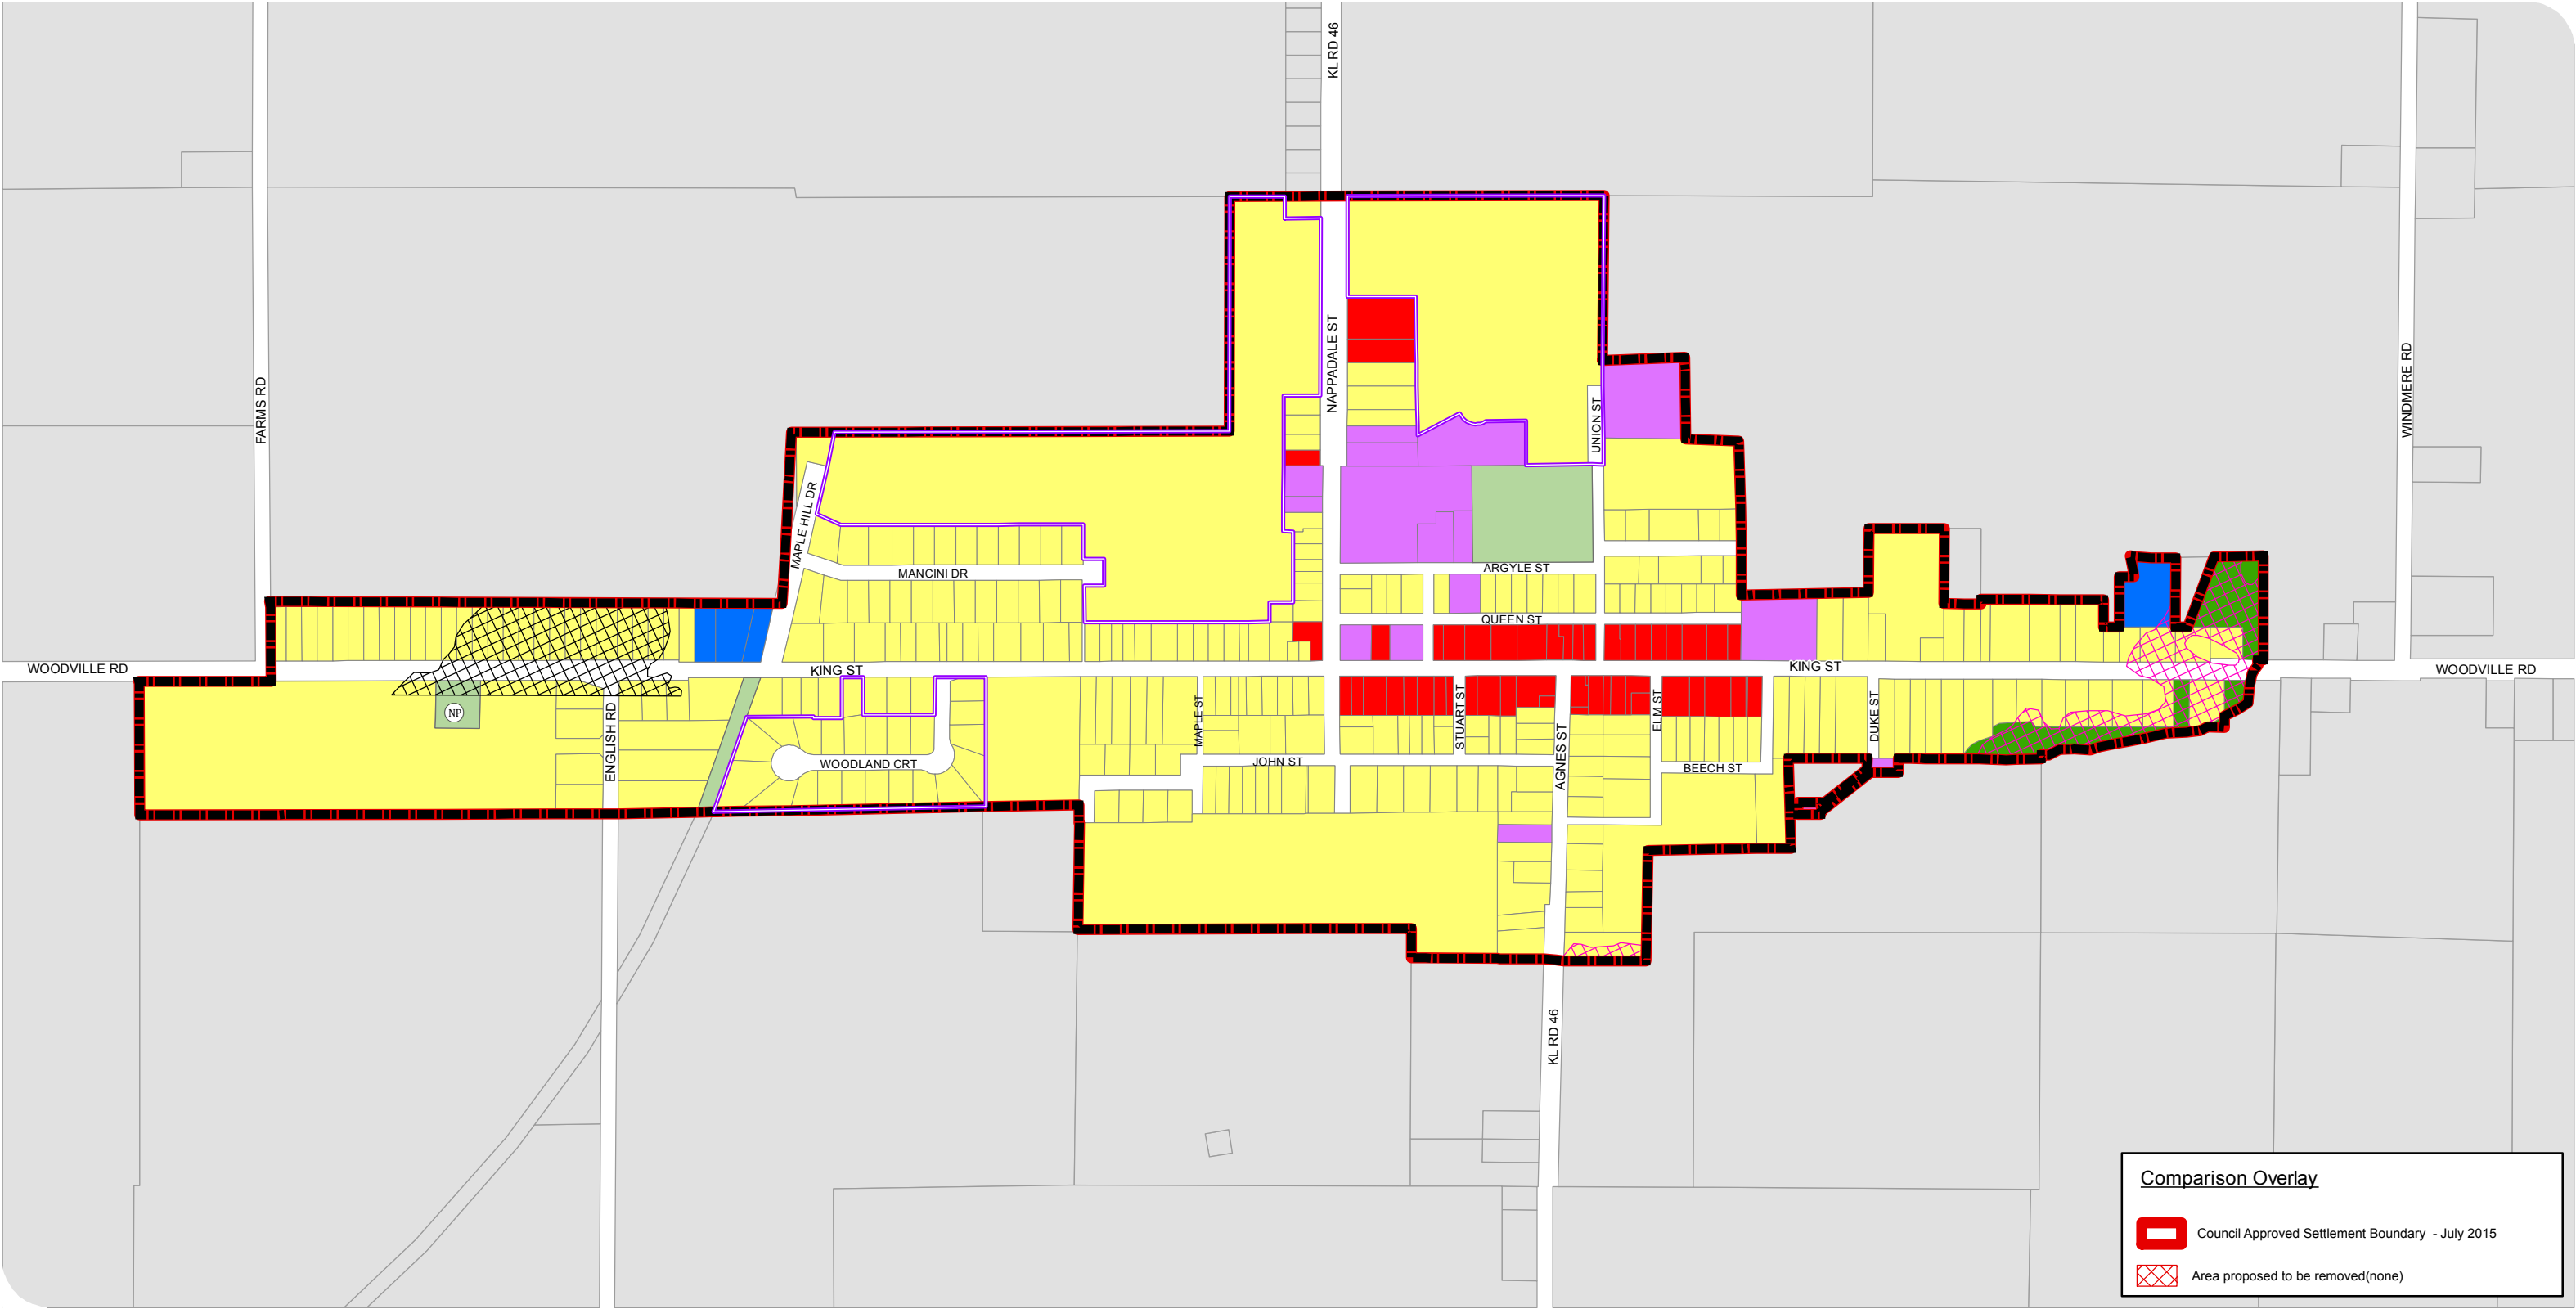 KL RD 46
NAPPADALE ST
FARMS RD
WINDMERE RD
UNION ST
MAPLE HILL DR
MANCINI DR
ARGYLE ST
QUEEN ST
WOODVILLE RD
KING ST
KING ST
WOODVILLE RD
NP
ENGLISH RD
MAPLE ST
STUART ST
ELM ST
DUKE ST
WOODLAND CRT
JOHN ST
AGNES ST
BEECH ST
KL RD 46
Comparison Overlay
Council Approved Settlement Boundary - July 2015
Area proposed to be removed(none)